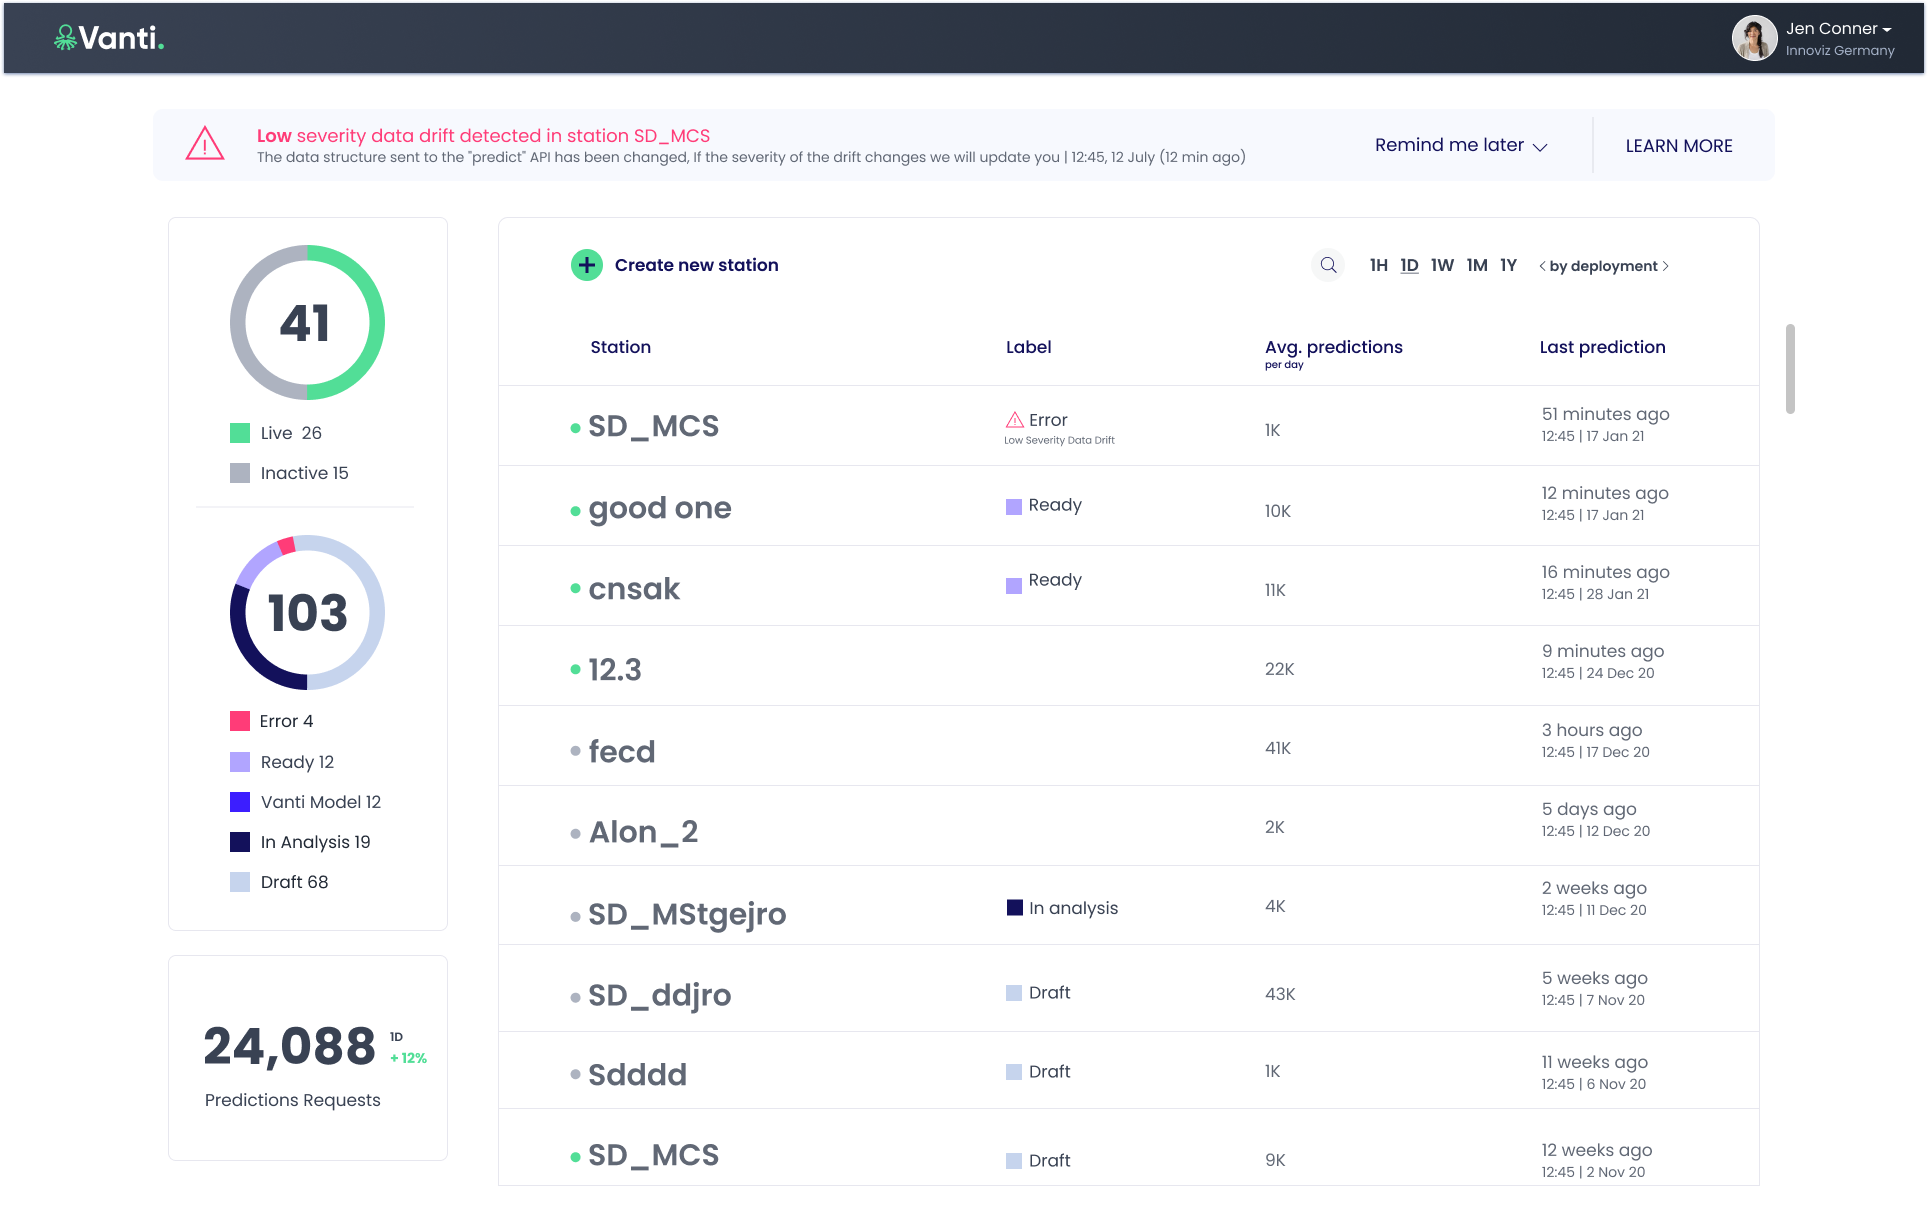 Vanti.
Jen Conner
Innoviz Germany
Low severity data drift detected in station SD_MCS
The data structure sent to the "predict" API has been changed, If the severity of the drift changes we will update you | 12:45, 12 July (12 min ago)
Remind me later
LEARN MORE
41
Live 26
Inactive 15
103
Error 4
Ready 12
Vanti Model 12
In Analysis 19
Draft 68
24,088
1D
+ 12%
Predictions Requests
Create new station
1H 1D 1W 1M 1Y
< by deployment >
Station Label Avg. predictions Last prediction
per day
SD_MCS Error 1K 51 minutes ago
Low Severity Data Drift 12:45 | 17 Jan 21
good one Ready 10K 12 minutes ago
12:45 | 17 Jan 21
cnsak Ready 11K 16 minutes ago
12:45 | 28 Jan 21
12.3 22K 9 minutes ago
12:45 | 24 Dec 20
fecd 41K 3 hours ago
12:45 | 17 Dec 20
Alon_2 2K 5 days ago
12:45 | 12 Dec 20
SD_MStgejro In analysis 4K 2 weeks ago
12:45 | 11 Dec 20
SD_ddjro Draft 43K 5 weeks ago
12:45 | 7 Nov 20
Sdddd Draft 1K 11 weeks ago
12:45 | 6 Nov 20
SD_MCS Draft 9K 12 weeks ago
12:45 | 2 Nov 20